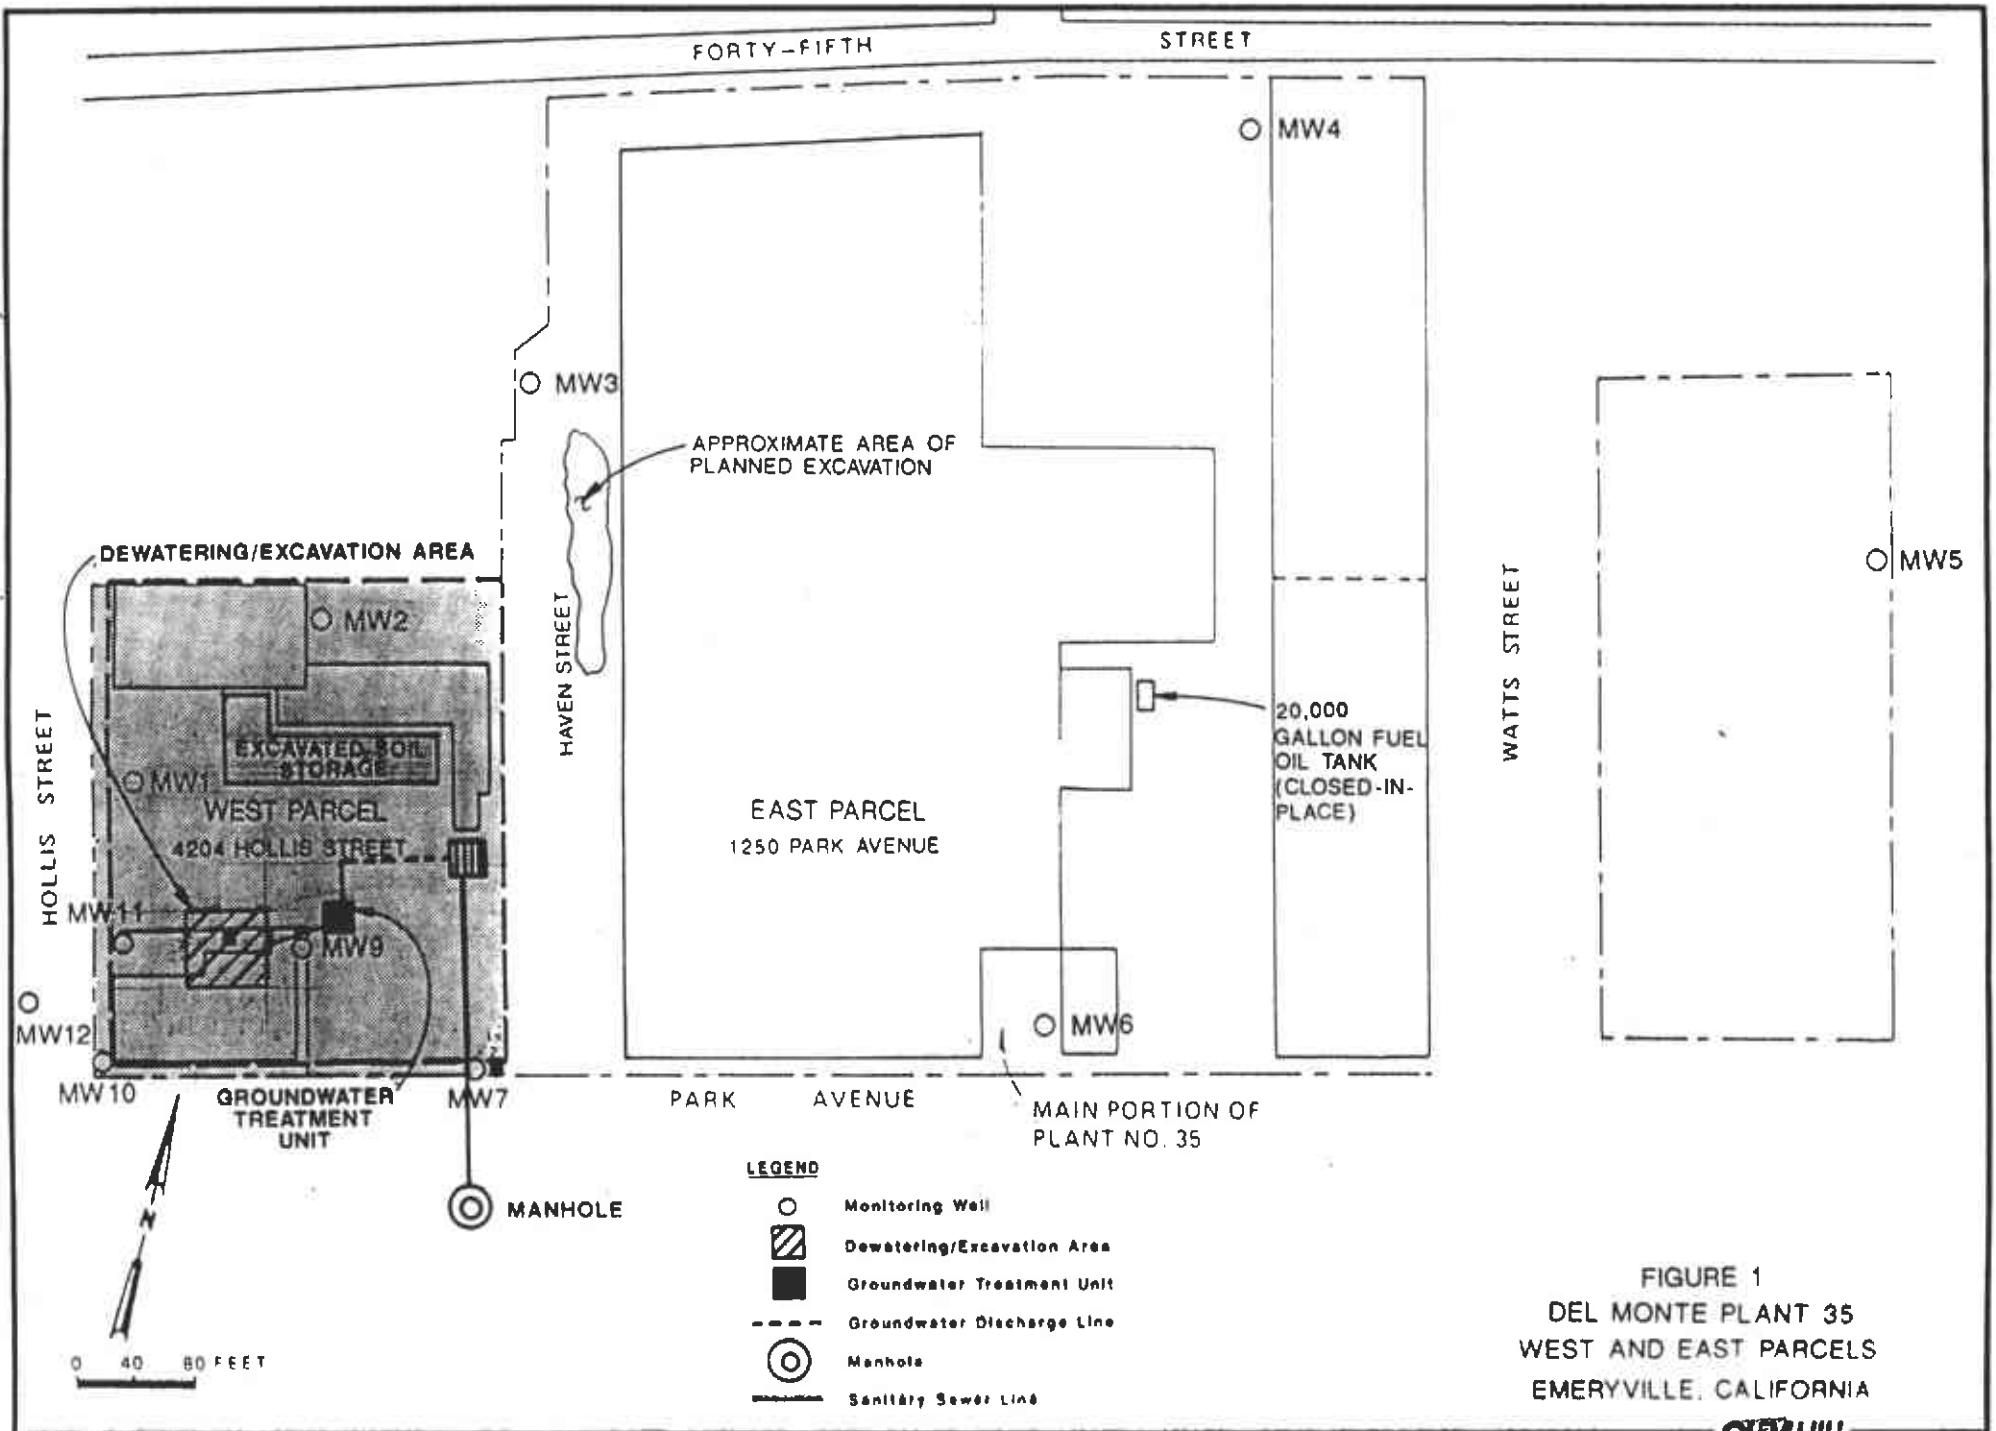 FORTY-FIFTH STREET
MW4
MW3
APPROXIMATE AREA OF
PLANNED EXCAVATION
DEWATERING/EXCAVATION AREA
MW5
MW2
HAVEN STREET
WATTS STREET
HOLLIS STREET
20,000
GALLON FUEL
OIL TANK
(CLOSED-IN-
PLACE)
EXCAVATED SOIL
STORAGE
MW1
WEST PARCEL
4204 HOLLIS STREET
EAST PARCEL
1250 PARK AVENUE
MW11
MW9
MW12
MW6
MW10
MW7
GROUNDWATER
TREATMENT
UNIT
PARK AVENUE
MAIN PORTION OF
PLANT NO. 35
MANHOLE
N
0 40 80 FEET
LEGEND
Monitoring Well
Dewatering/Excavation Area
Groundwater Treatment Unit
Groundwater Discharge Line
Manhole
Sanitary Sewer Line
FIGURE 1
DEL MONTE PLANT 35
WEST AND EAST PARCELS
EMERYVILLE, CALIFORNIA